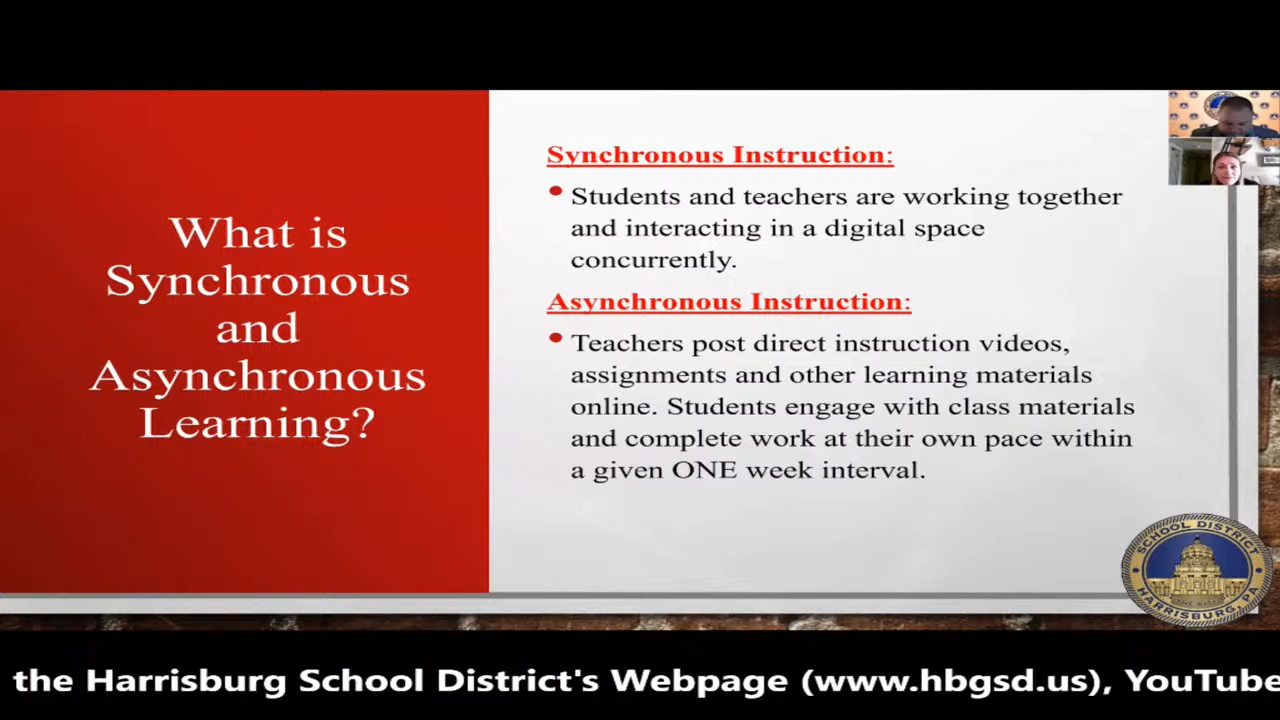 What is
Synchronous
and
Asynchronous
Learning?
Synchronous Instruction:
• Students and teachers are working together
and interacting in a digital space
concurrently.
Asynchronous Instruction:
• Teachers post direct instruction videos,
assignments and other learning materials
online. Students engage with class materials
and complete work at their own pace within
a given ONE week interval.
SCHOOL DISTRICT
HARRISBURG, PA
the Harrisburg School District's Webpage (www.hbgsd.us), YouTube